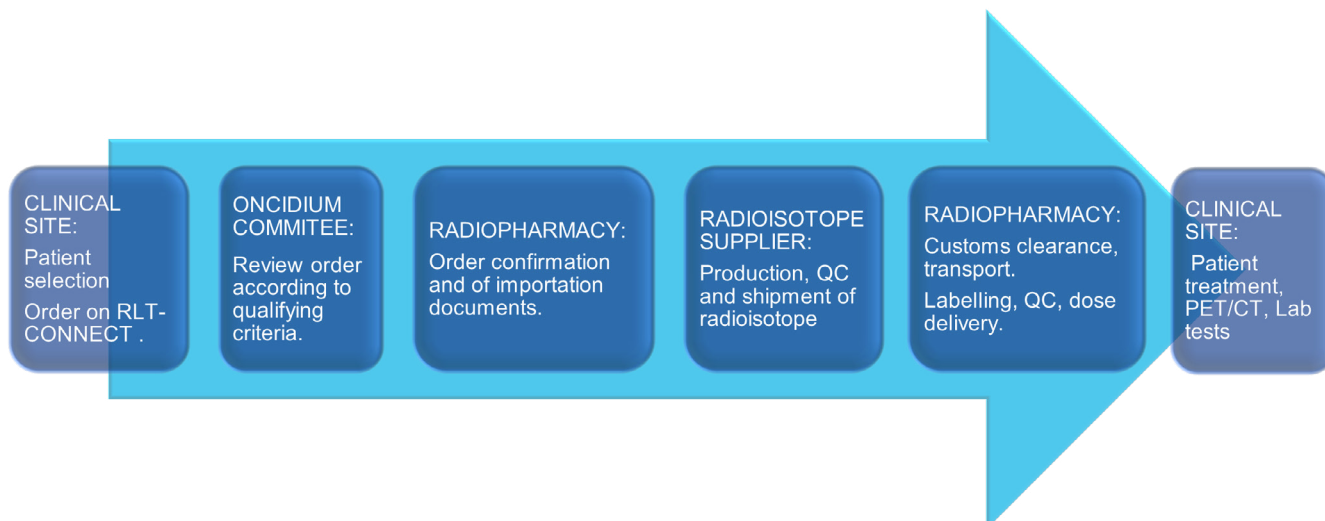 CLINICAL
SITE:
Patient
selection
Order on RLT-
CONNECT .
ONCIDIUM
COMMITEE:
Review order
according to
qualifying
criteria.
RADIOPHARMACY:
Order confirmation
and of importation
documents.
RADIOISOTOPE
SUPPLIER:
Production, QC
and shipment of
radioisotope
RADIOPHARMACY:
Customs clearance,
transport.
Labelling, QC, dose
delivery.
CLINICAL
SITE:
Patient
treatment,
PET/CT, Lab
tests